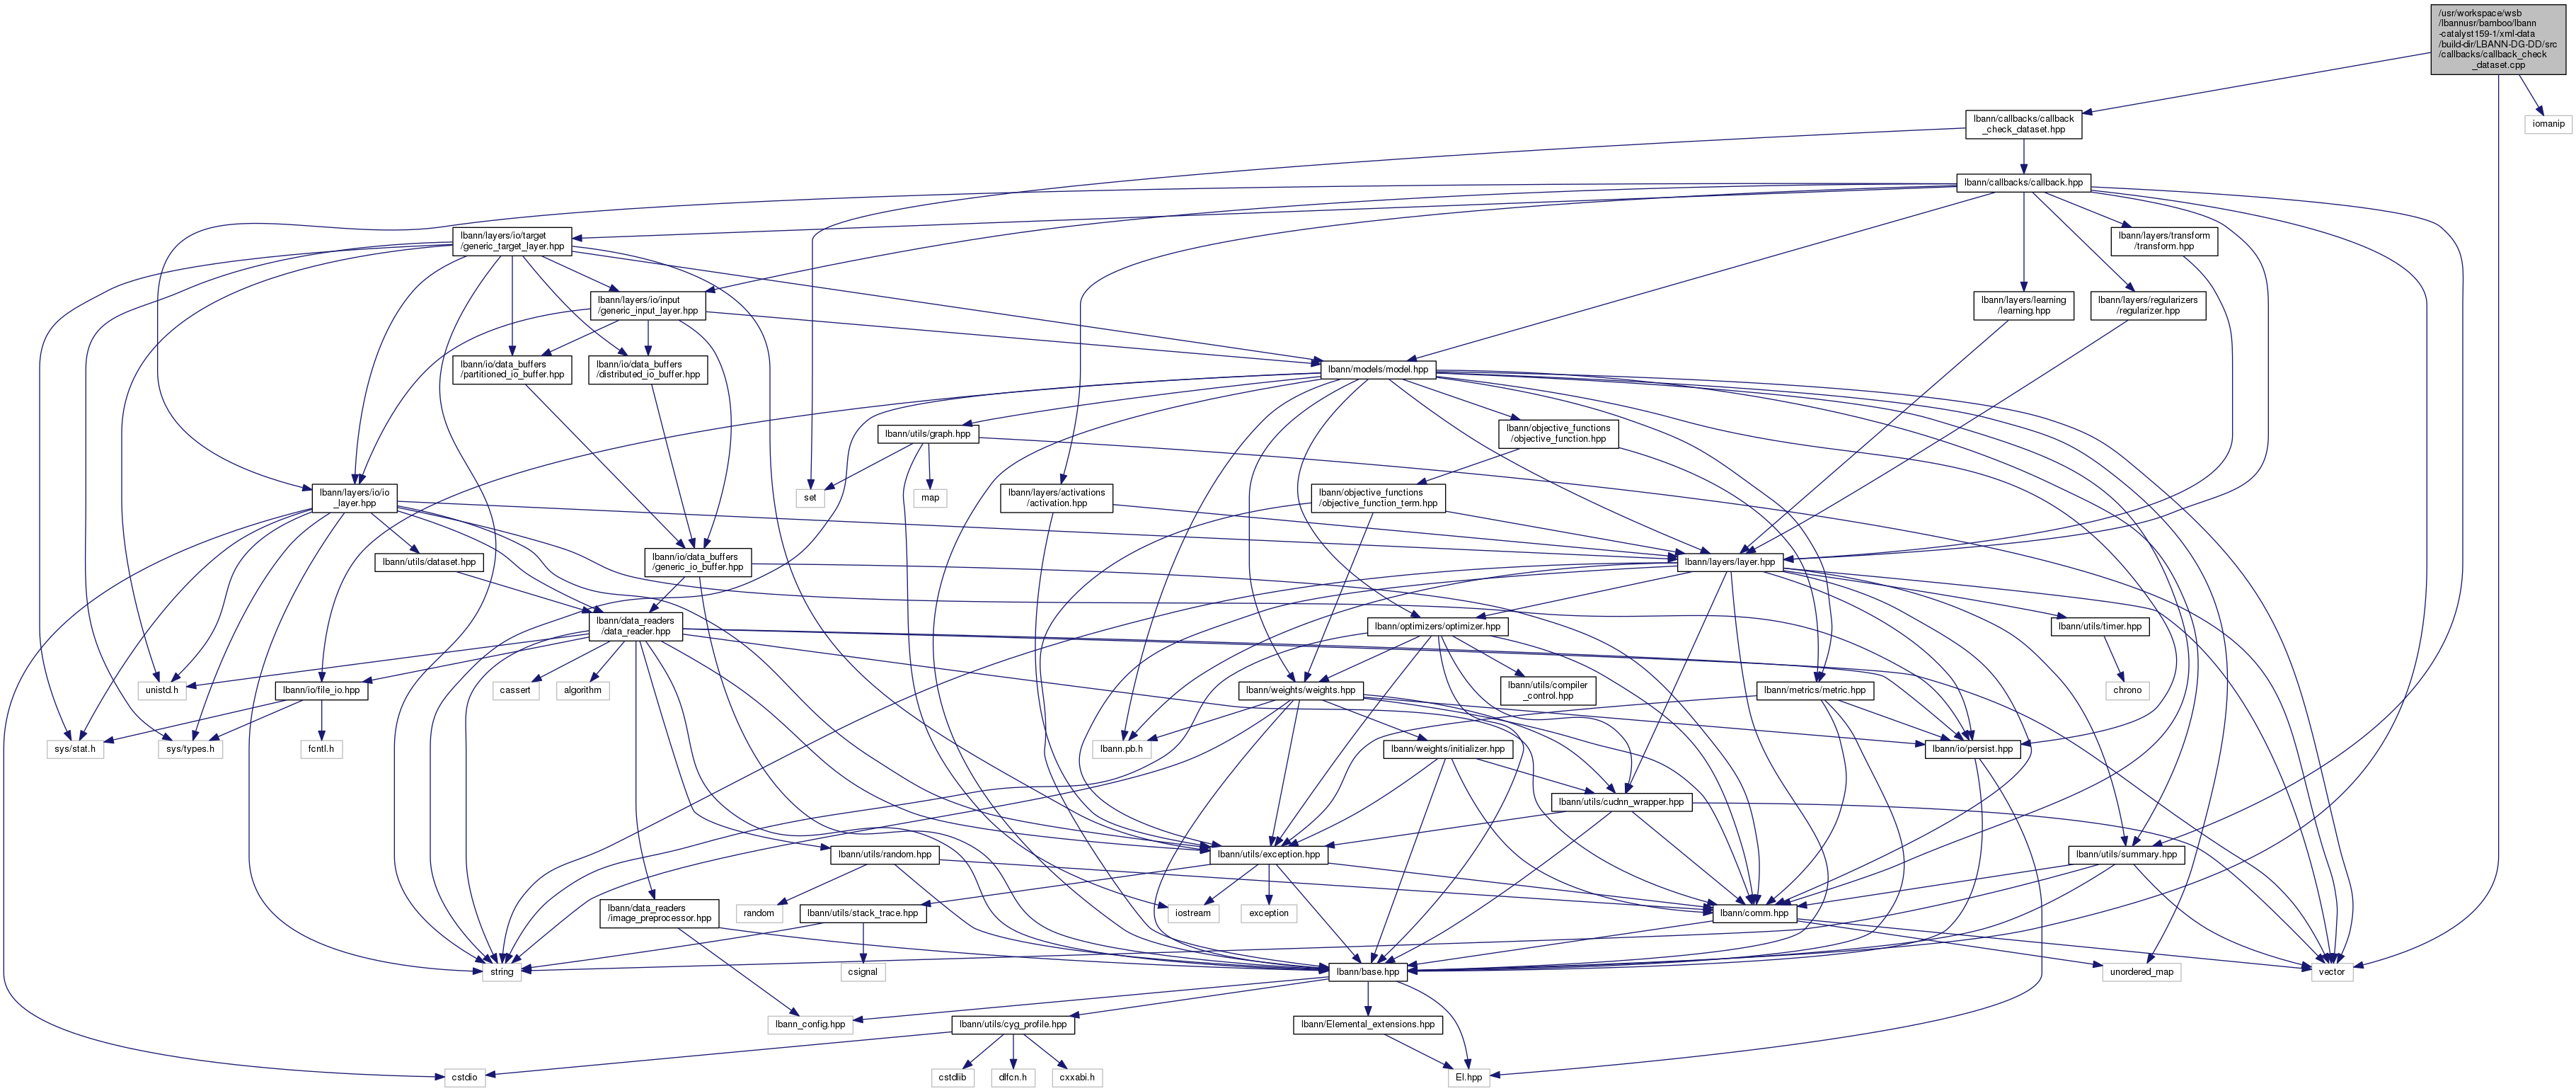 /usr/workspace/wsb
/lbannusr/bamboo/lbann
-catalyst159-1/xml-data
/build-dir/LBANN-DG-DD/src
/callbacks/callback_check
_dataset.cpp
lbann/callbacks/callback
_check_dataset.hpp
iomanip
lbann/callbacks/callback.hpp
lbann/layers/io/target
/generic_target_layer.hpp
lbann/layers/transform
/transform.hpp
lbann/layers/io/input
/generic_input_layer.hpp
lbann/layers/learning
/learning.hpp
lbann/layers/regularizers
/regularizer.hpp
lbann/io/data_buffers
/partitioned_io_buffer.hpp
lbann/io/data_buffers
/distributed_io_buffer.hpp
lbann/models/model.hpp
lbann/utils/graph.hpp
lbann/objective_functions
/objective_function.hpp
lbann/layers/io/io
_layer.hpp
set
map
lbann/layers/activations
/activation.hpp
lbann/objective_functions
/objective_function_term.hpp
lbann/utils/dataset.hpp
lbann/io/data_buffers
/generic_io_buffer.hpp
lbann/layers/layer.hpp
lbann/data_readers
/data_reader.hpp
lbann/optimizers/optimizer.hpp
lbann/utils/timer.hpp
unistd.h
lbann/io/file_io.hpp
cassert
algorithm
lbann/weights/weights.hpp
lbann/utils/compiler
_control.hpp
lbann/metrics/metric.hpp
chrono
sys/stat.h
sys/types.h
fcntl.h
lbann.pb.h
lbann/weights/initializer.hpp
lbann/io/persist.hpp
lbann/utils/cudnn_wrapper.hpp
lbann/utils/random.hpp
lbann/utils/exception.hpp
lbann/utils/summary.hpp
lbann/data_readers
/image_preprocessor.hpp
random
lbann/utils/stack_trace.hpp
iostream
exception
lbann/comm.hpp
string
csignal
lbann/base.hpp
unordered_map
vector
lbann_config.hpp
lbann/utils/cyg_profile.hpp
lbann/Elemental_extensions.hpp
cstdio
cstdlib
dlfcn.h
cxxabi.h
El.hpp